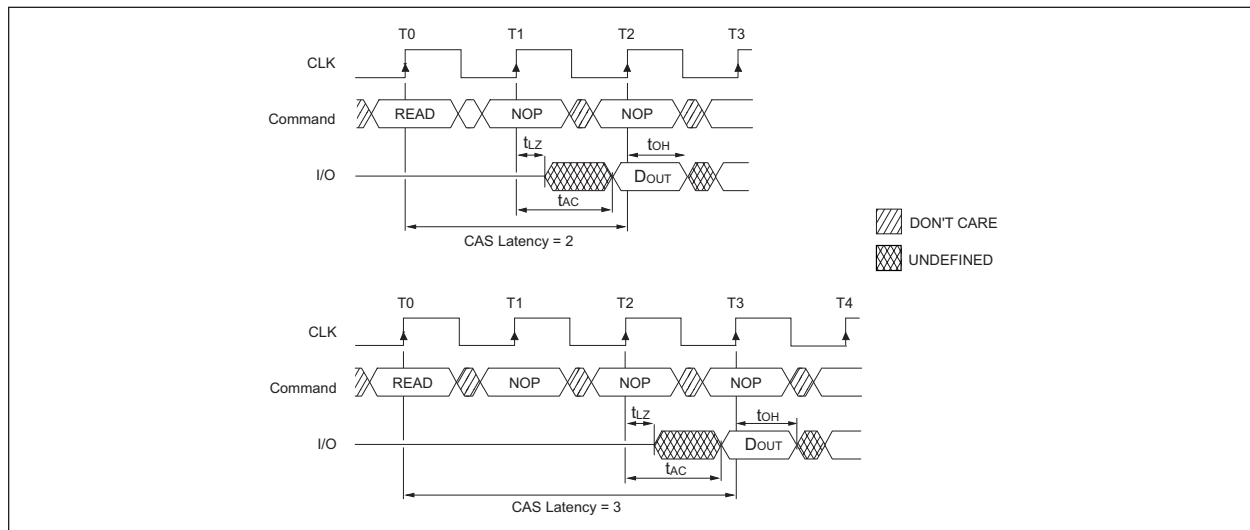 T0 T1 T2 T3
CLK
Command READ NOP NOP
tLZ tOH
I/O DOUT
tAC
CAS Latency = 2
DON'T CARE
UNDEFINED
T0 T1 T2 T3 T4
CLK
Command READ NOP NOP NOP
tLZ tOH
I/O DOUT
tAC
CAS Latency = 3